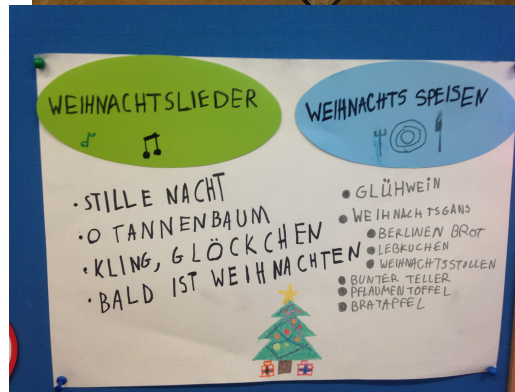 WEIHNACHTSLIEDER
STILLE NACHT
O TANNENBAUM
KLING, GLÖCKCHEN
BALD IST WEIHNACHTEN
WEIHNACHTS SPEISEN
GLÜHWEIN
WEIHNACHTSGANS
BERLINEN BROT
LEBKUCHEN
WEIHNACHTSSTOLLEN
BUNTER TELLER
PFLAUMENTOFFEL
BRATAPFEL